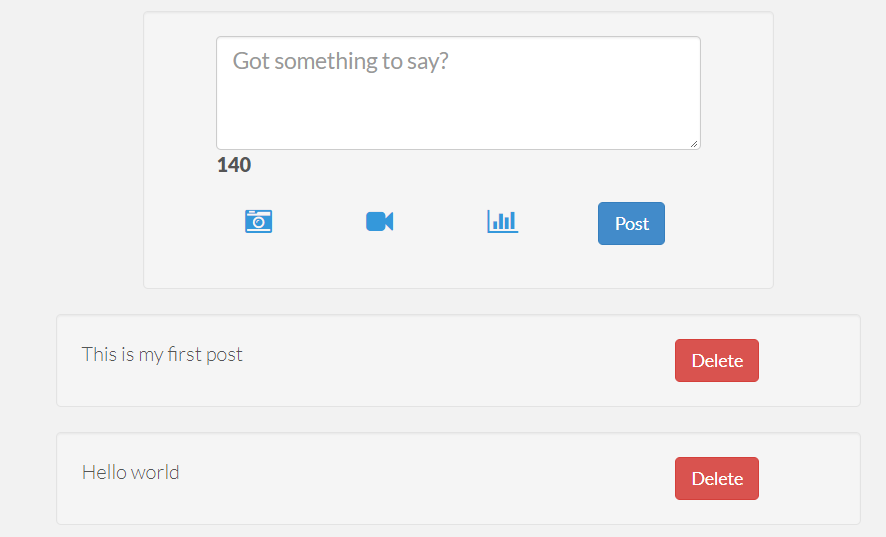 Got something to say?
140
Post
This is my first post
Delete
Hello world
Delete